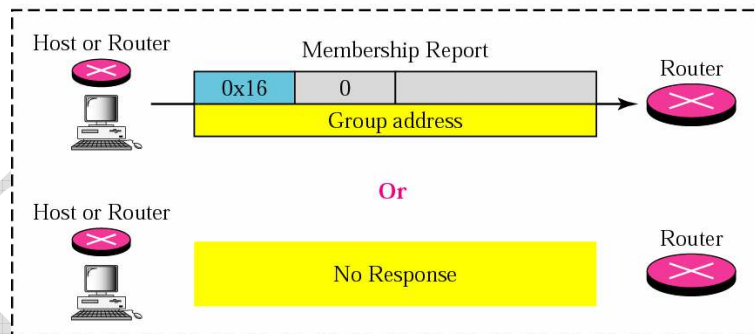 Host or Router
Membership Report
Router
0x16
0
Group address
Or
Host or Router
Router
No Response